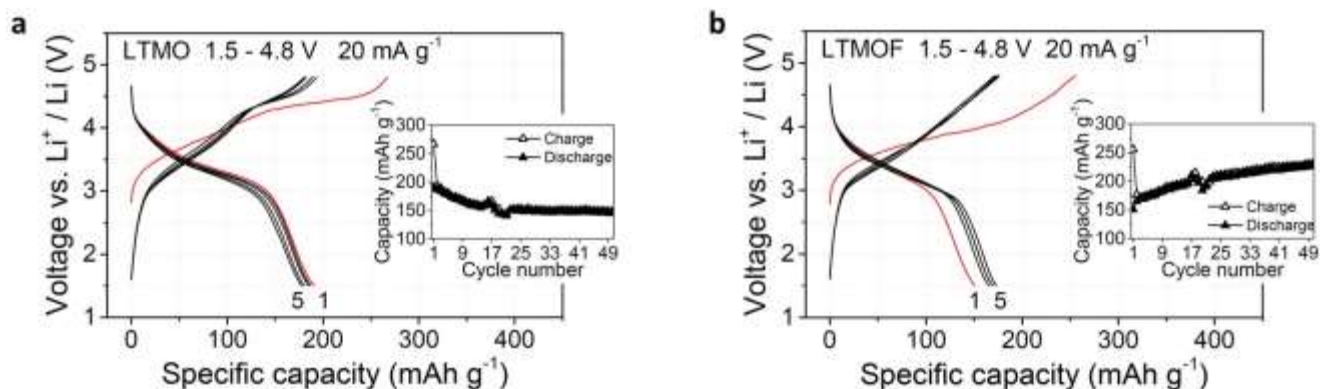 a
LTMO 1.5 - 4.8 V 20 mA g⁻¹
Voltage vs. Li⁺ / Li (V)
5
4
3
2
1
0
100
200
300
400
Specific capacity (mAh g⁻¹)
5 1
Capacity (mAh g⁻¹)
300
250
200
150
100
Charge
Discharge
1 9 17 25 33 41 49
Cycle number
b
LTMOF 1.5 - 4.8 V 20 mA g⁻¹
Voltage vs. Li⁺ / Li (V)
5
4
3
2
1
0
100
200
300
400
Specific capacity (mAh g⁻¹)
1 5
Capacity (mAh g⁻¹)
300
250
200
150
100
Charge
Discharge
1 9 17 25 33 41 49
Cycle number